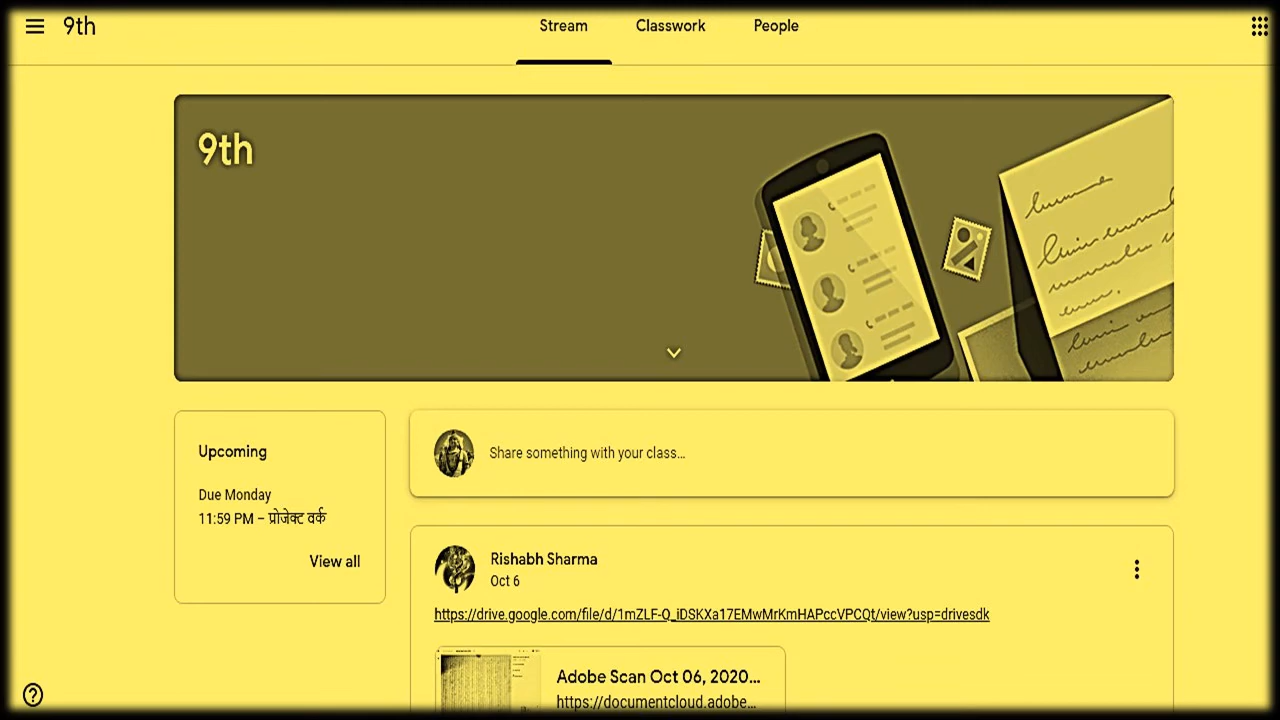 9th
Stream
Classwork
People
9th
Upcoming
Due Monday
11:59 PM – प्रोजेक्ट वर्क
View all
Share something with your class…
Rishabh Sharma
Oct 6
https://drive.google.com/file/d/1mZLF-Q_iDSKXa17EMwMrKmHAPccVPCQt/view?usp=drivesdk
Adobe Scan Oct 06, 2020…
https://documentcloud.adobe…